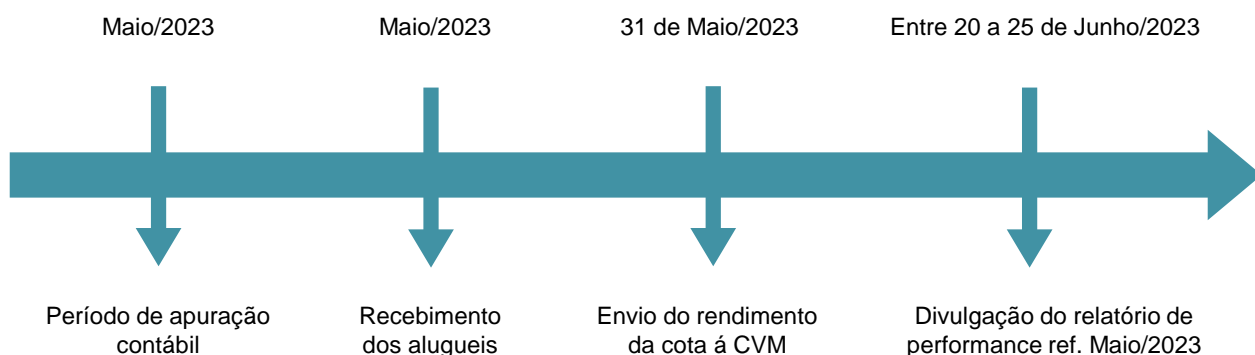 Maio/2023
Maio/2023
31 de Maio/2023
Entre 20 a 25 de Junho/2023
Período de apuração
contábil
Recebimento
dos alugueis
Envio do rendimento
da cota á CVM
Divulgação do relatório de
performance ref. Maio/2023